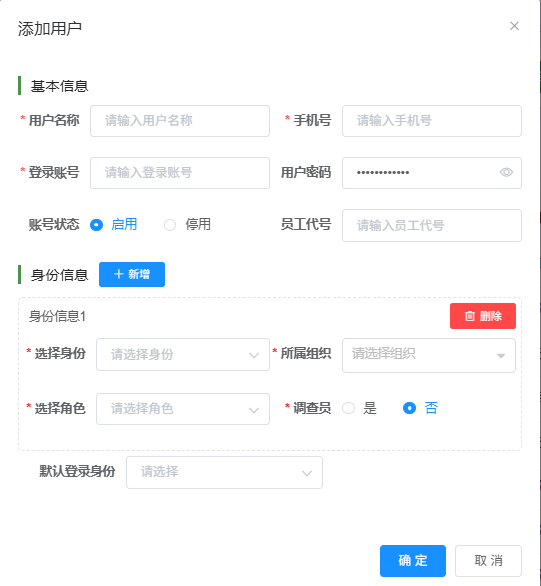 添加用户
基本信息
* 用户名称 请输入用户名称 * 手机号 请输入手机号
* 登录账号 请输入登录账号 用户密码 ••••••••••••
账号状态 启用 停用 员工代号 请输入员工代号
身份信息 + 新增
身份信息1 删除
* 选择身份 请选择身份 * 所属组织 请选择组织
* 选择角色 请选择角色 * 调查员 是 否
默认登录身份 请选择
确 定 取 消